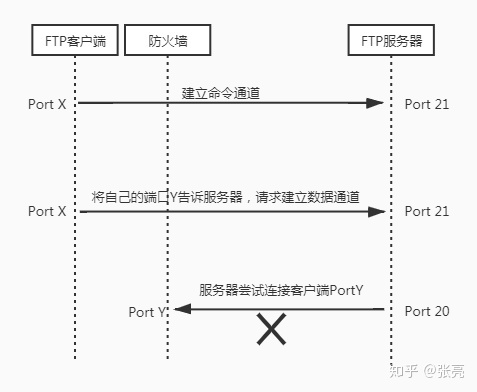 FTP客户端
防火墙
FTP服务器
建立命令通道
Port X
Port 21
将自己的端口Y告诉服务器，请求建立数据通道
Port X
Port 21
服务器尝试连接客户端PortY
Port Y
Port 20
知乎 @张亮